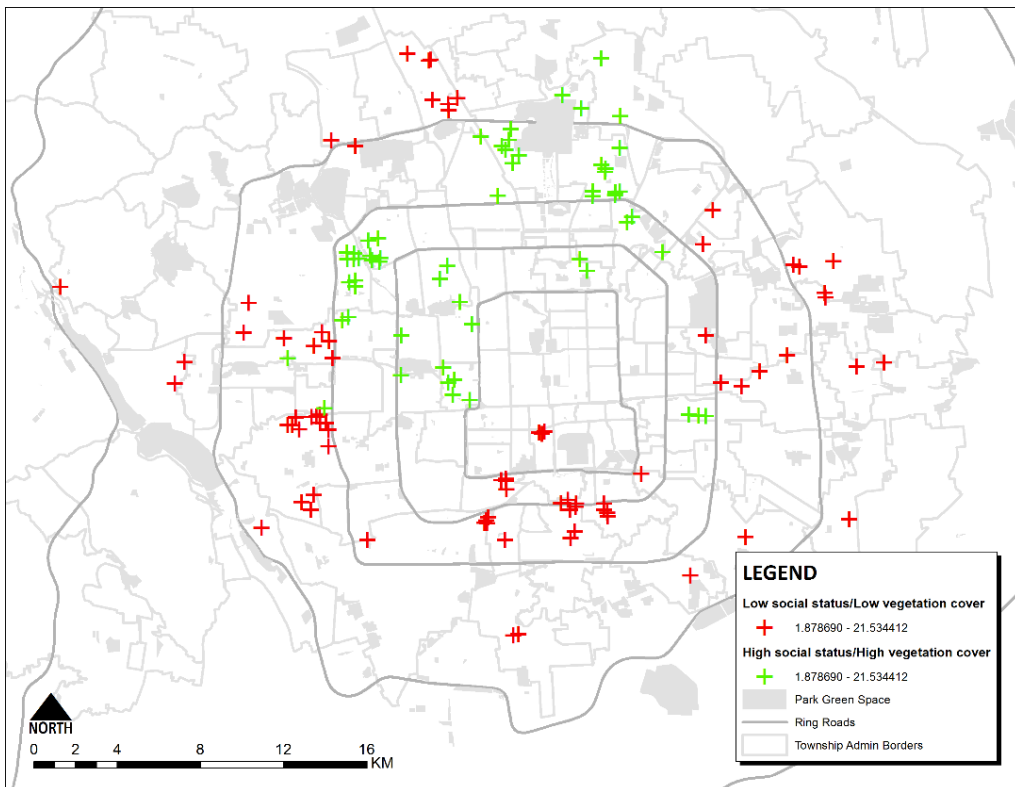 LEGEND
Low social status/Low vegetation cover
1.878690 - 21.534412
High social status/High vegetation cover
1.878690 - 21.534412
Park Green Space
Ring Roads
Township Admin Borders
NORTH
0 2 4 8 12 16
KM